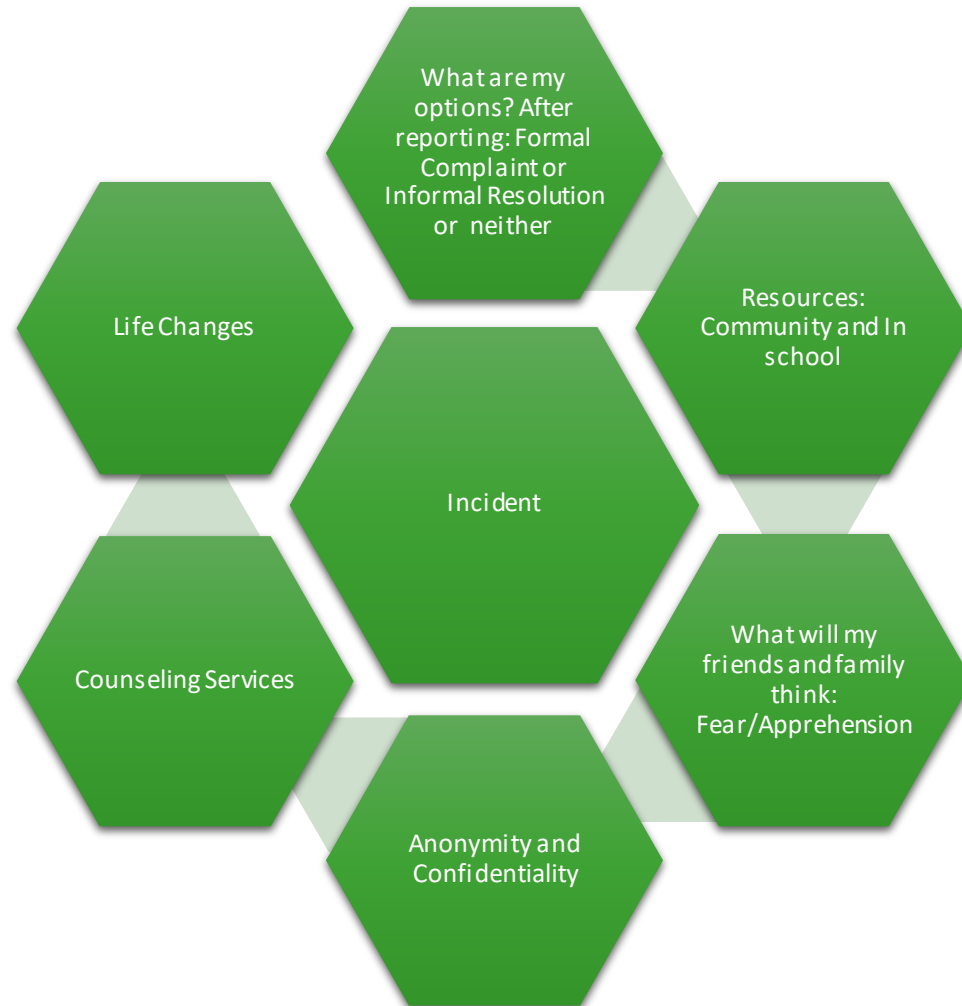 What are my
options? After
reporting: Formal
Complaint or
Informal Resolution
or neither
Resources:
Community and In
school
What will my
friends and family
think:
Fear/Apprehension
Anonymity and
Confidentiality
Counseling Services
Life Changes
Incident